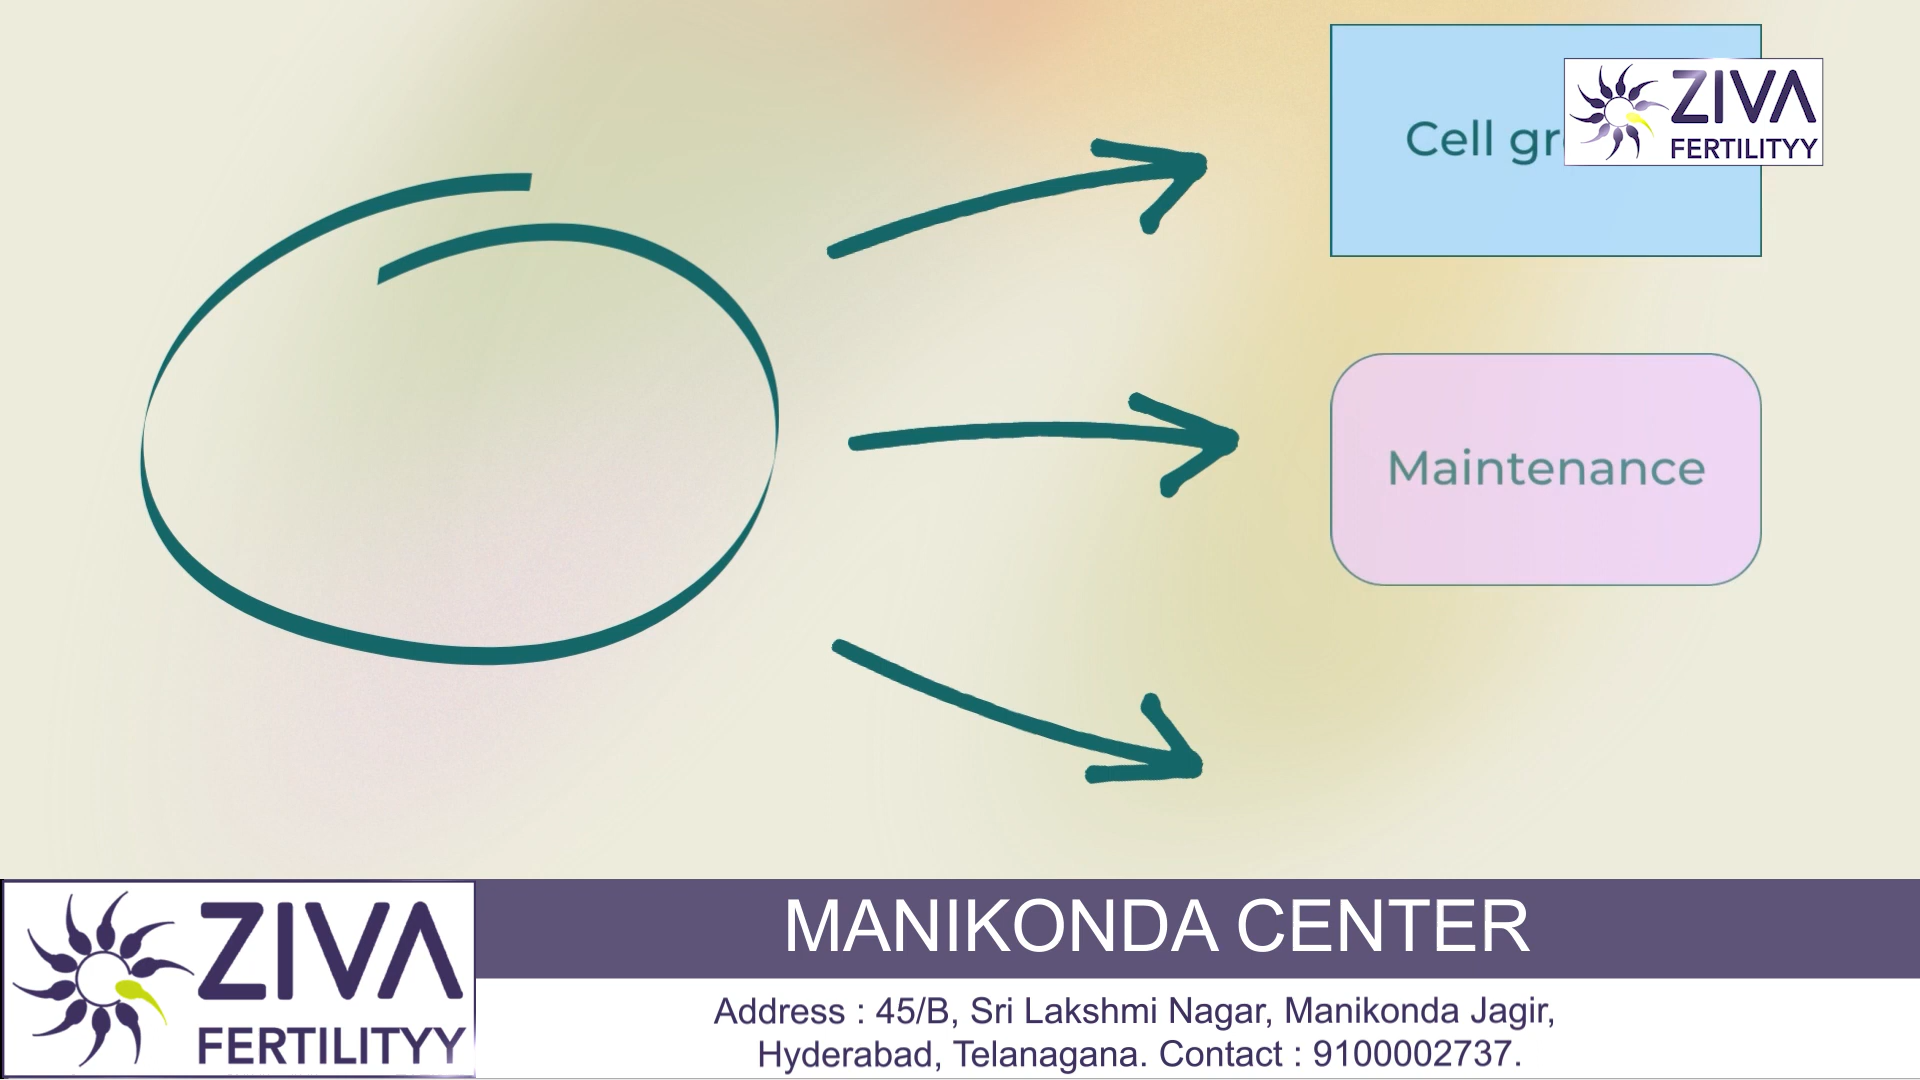 Cell gr
ZIVA
FERTILITYY
Maintenance
ZIVA
FERTILITYY
MANIKONDA CENTER
Address : 45/B, Sri Lakshmi Nagar, Manikonda Jagir,
Hyderabad, Telanagana. Contact : 9100002737.